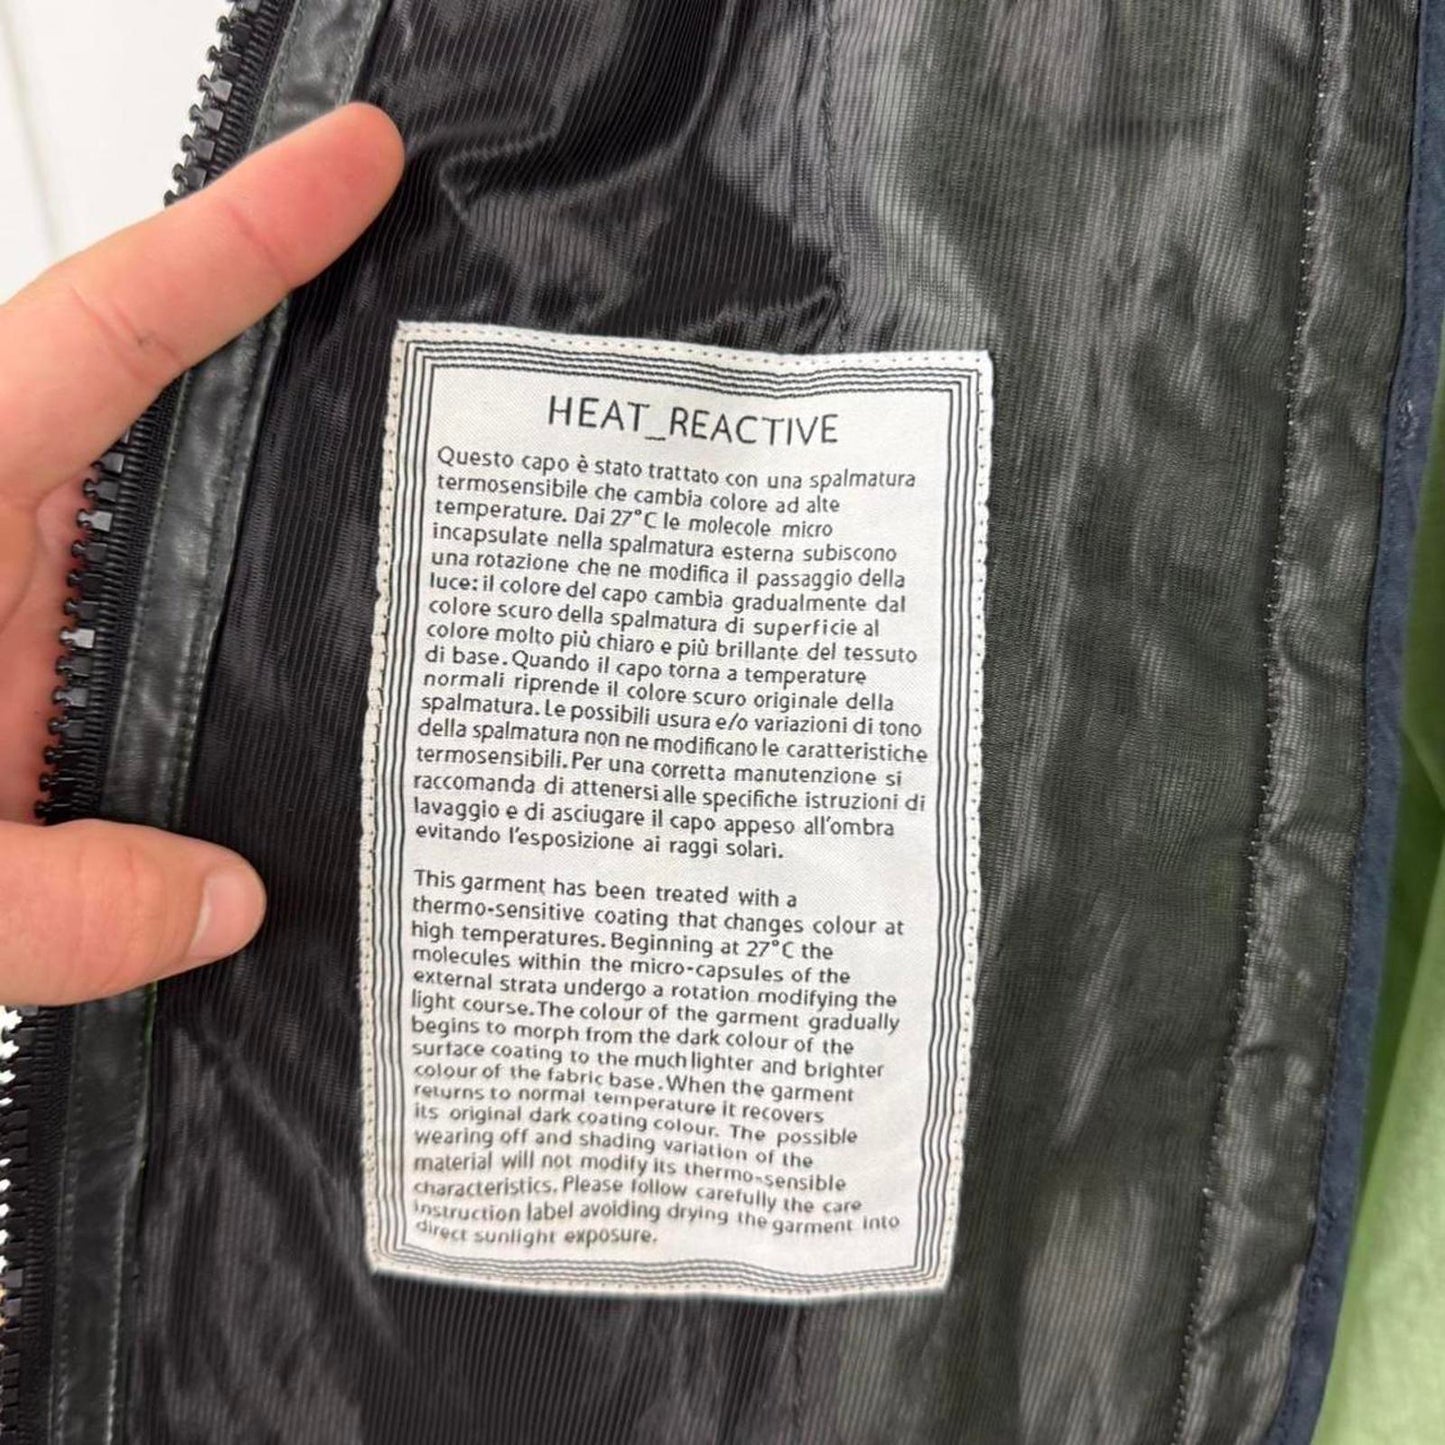 HEAT_REACTIVE
Questo capo è stato trattato con una spalmatura
termosensibile che cambia colore ad alte
temperature. Dai 27°C le molecole micro
incapsulate nella spalmatura esterna subiscono
una rotazione che ne modifica il passaggio della
luce: il colore del capo cambia gradualmente dal
colore scuro della spalmatura di superficie al
colore molto più chiaro e più brillante del tessuto
di base. Quando il capo torna a temperature
normali riprende il colore scuro originale della
spalmatura. Le possibili usura e/o variazioni di tono
della spalmatura non ne modificano le caratteristiche
termosensibili. Per una corretta manutenzione si
raccomanda di attenersi alle specifiche istruzioni di
lavaggio e di asciugare il capo appeso all'ombra
evitando l'esposizione ai raggi solari.
This garment has been treated with a
thermo-sensitive coating that changes colour at
high temperatures. Beginning at 27°C the
molecules within the micro-capsules of the
external strata undergo a rotation modifying the
light course. The colour of the garment gradually
begins to morph from the dark colour of the
surface coating to the much lighter and brighter
colour of the fabric base. When the garment
returns to normal temperature it recovers
its original dark coating colour. The possible
wearing off and shading variation of the
material will not modify its thermo-sensible
characteristics. Please follow carefully the care
instruction label avoiding drying the garment into
direct sunlight exposure.